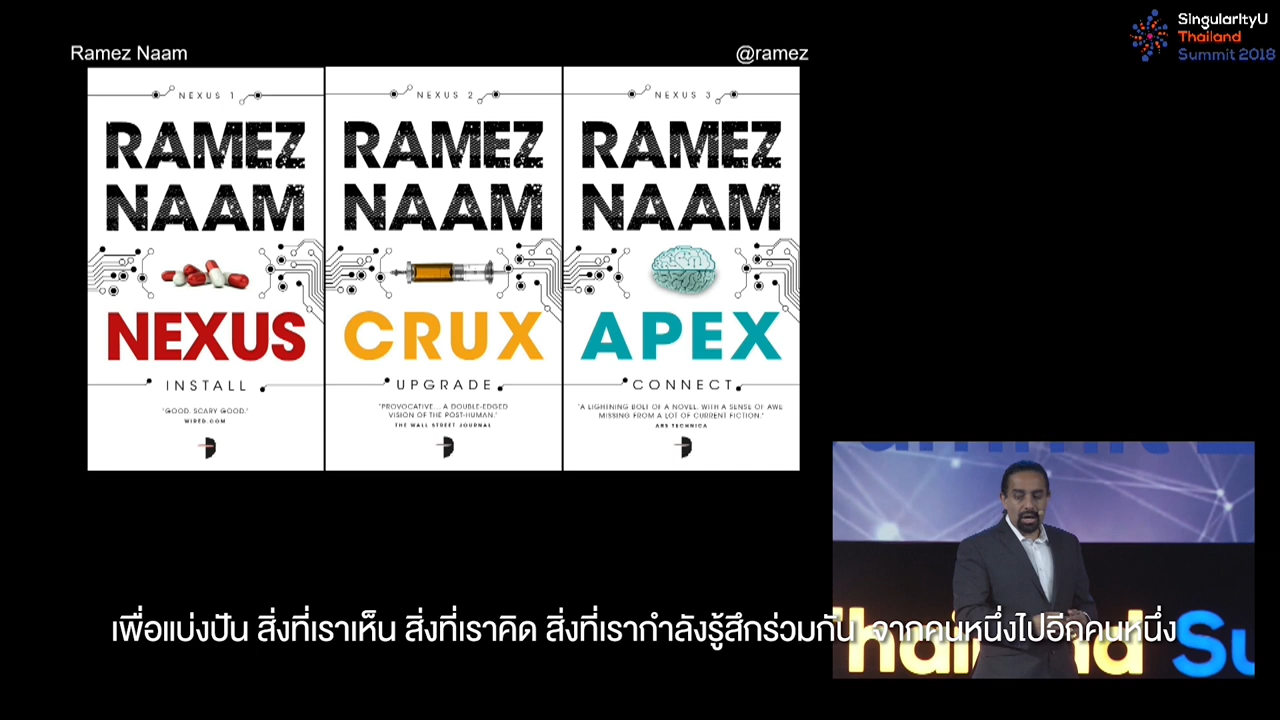 SingularityU
Thailand
Summit 2018
Ramez Naam
@ramez
NEXUS 1
RAMEZ
NAAM
NEXUS
INSTALL
"GOOD. SCARY GOOD."
WIRED.COM
NEXUS 2
RAMEZ
NAAM
CRUX
UPGRADE
"PROVOCATIVE... A DOUBLE-EDGED
VISION OF THE POST-HUMAN."
THE WALL STREET JOURNAL
NEXUS 3
RAMEZ
NAAM
APEX
CONNECT
"A LIGHTNING BOLT OF A NOVEL, WITH A SENSE OF AWE
MISSING FROM A LOT OF CURRENT FICTION."
ARS TECHNICA
Thailand Su
เพื่อแบ่งปัน สิ่งที่เราเห็น สิ่งที่เราคิด สิ่งที่เรากำลังรู้สึกร่วมกัน จากคนหนึ่งไปอีกคนหนึ่ง